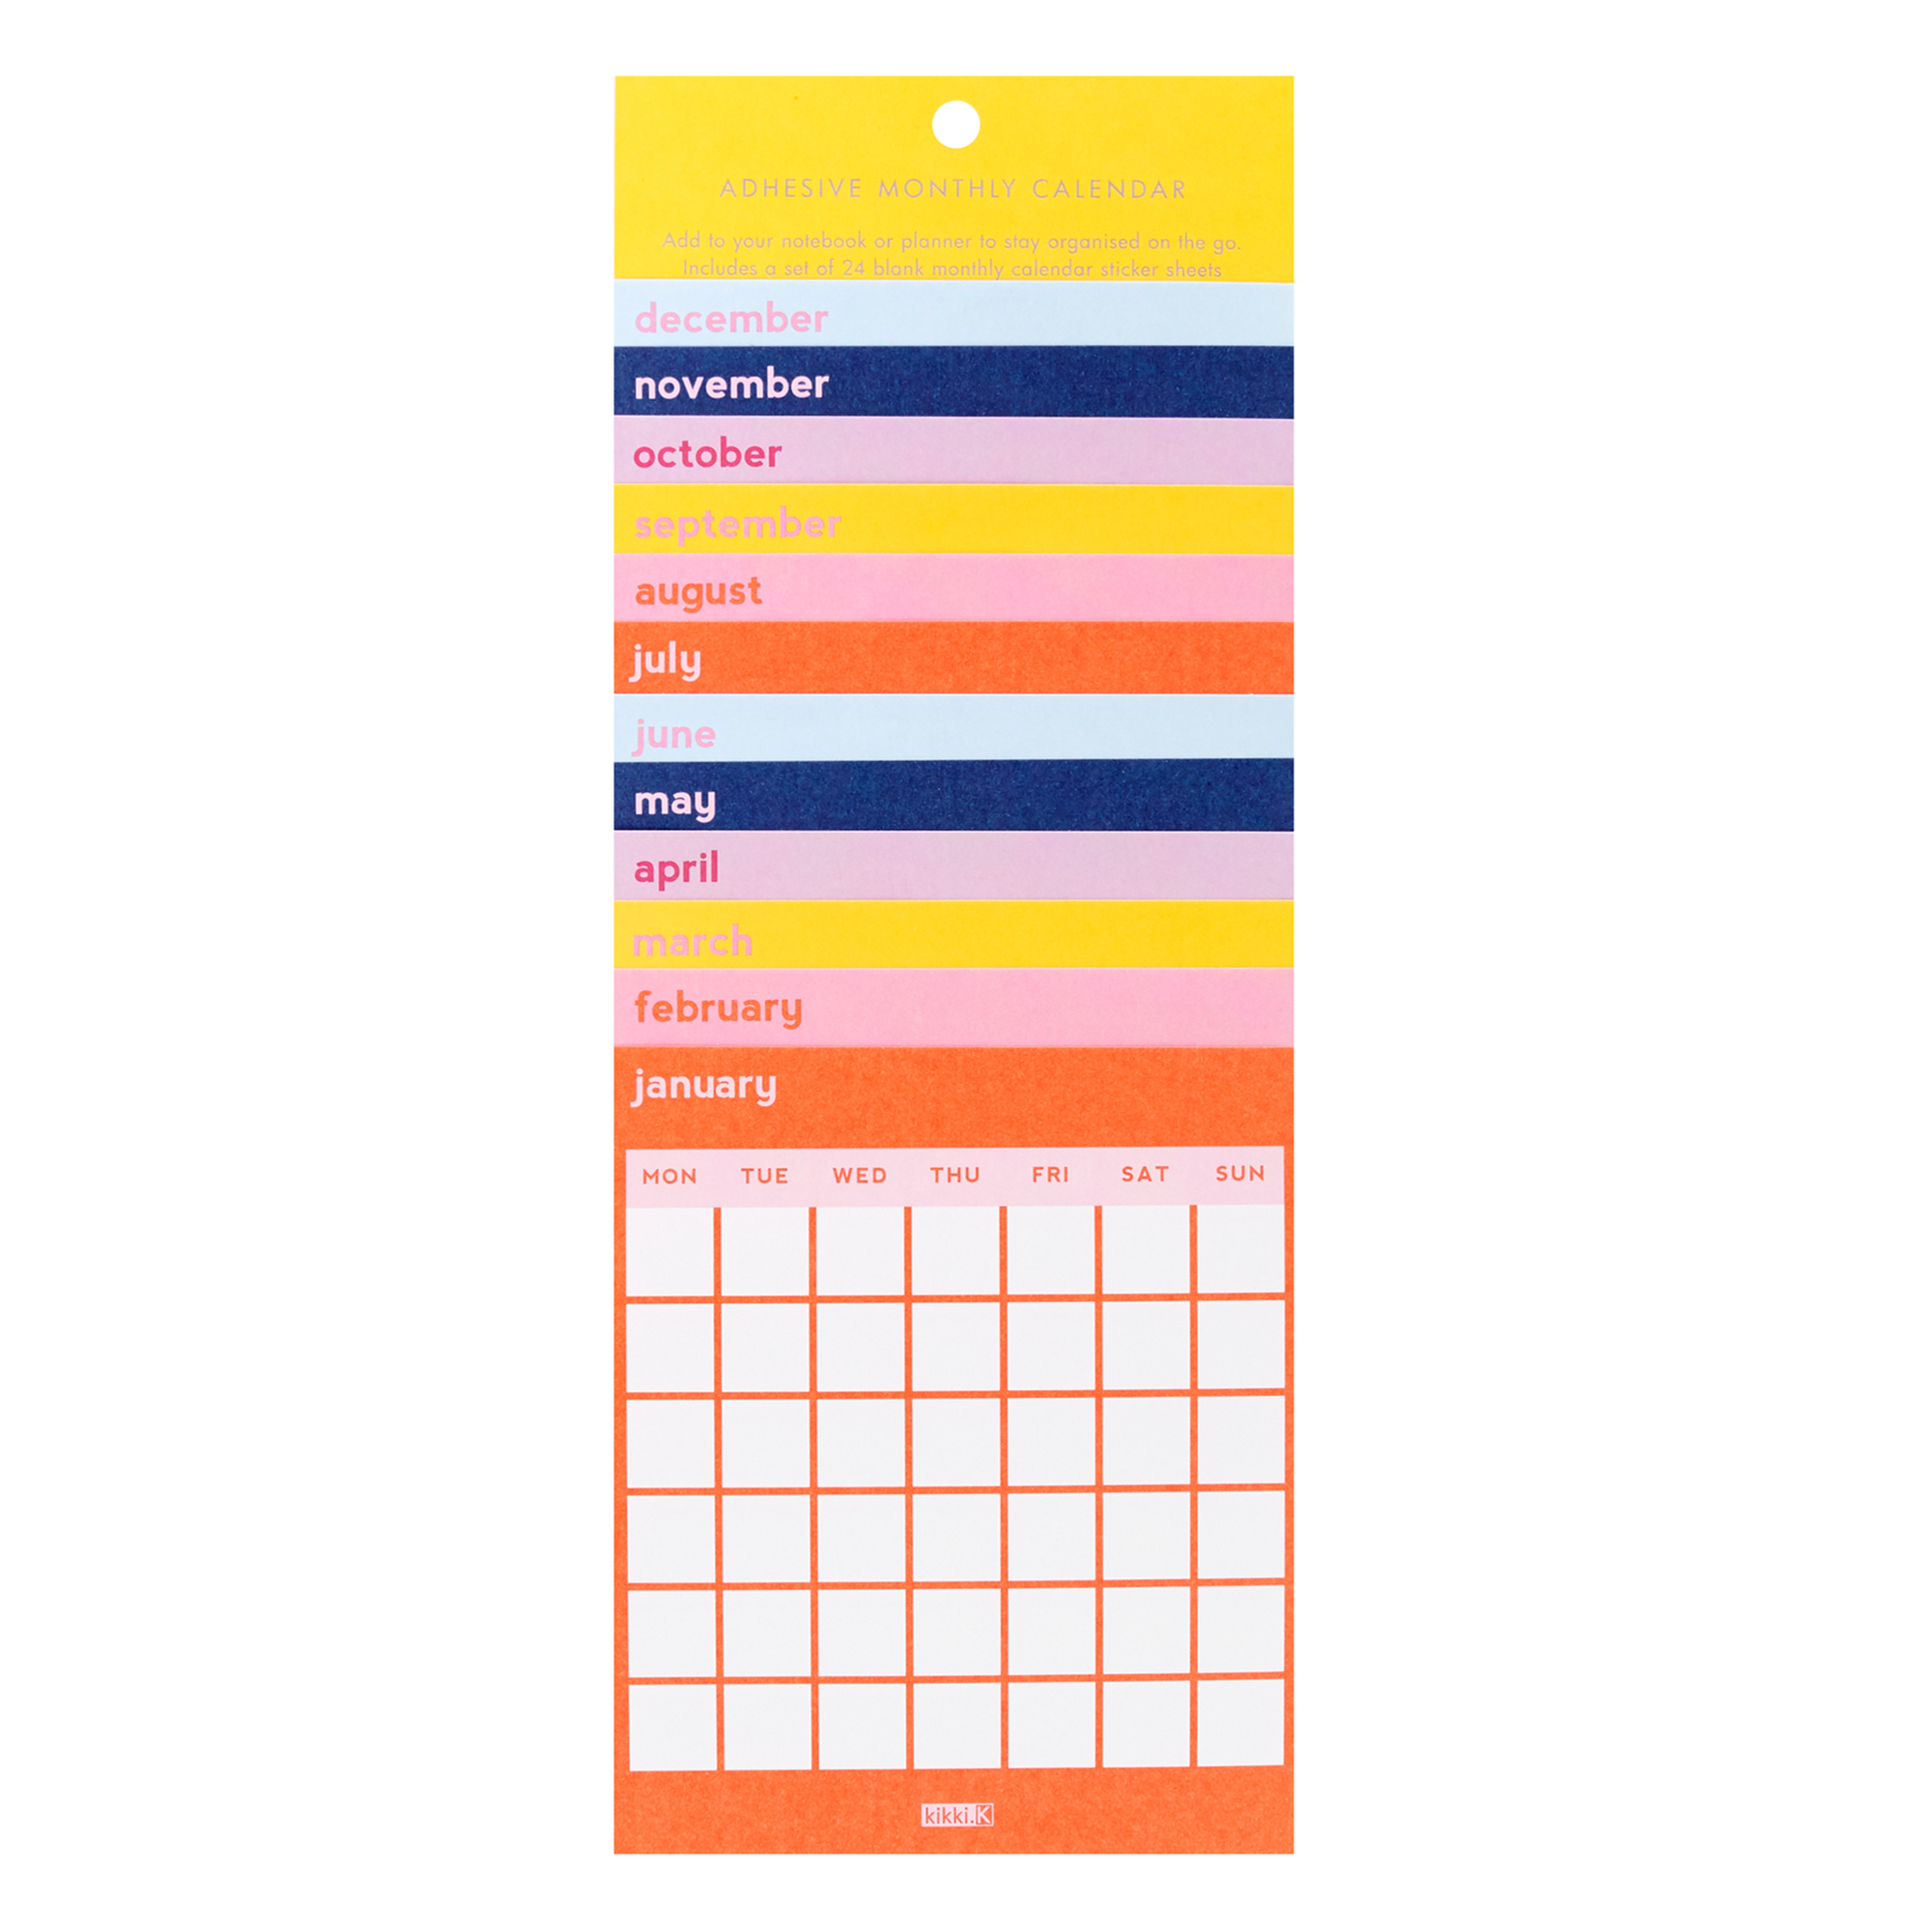 ADHESIVE MONTHLY CALENDAR
Add to your notebook or planner to stay organised on the go.
Includes a set of 24 blank monthly calendar sticker sheets
december
november
october
september
august
july
june
may
april
march
february
january
MON TUE WED THU FRI SAT SUN
kikki.K